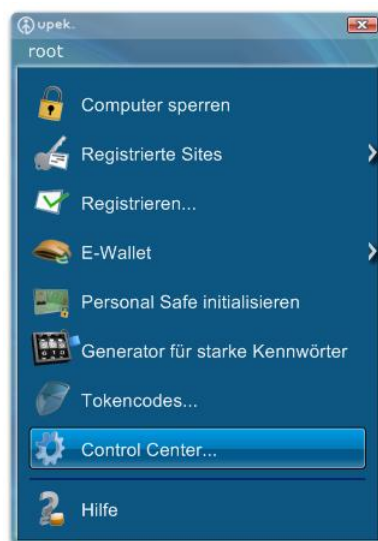 upek.
root
Computer sperren
Registrierte Sites
Registrieren...
E-Wallet
Personal Safe initialisieren
Generator für starke Kennwörter
Tokencodes...
Control Center...
Hilfe